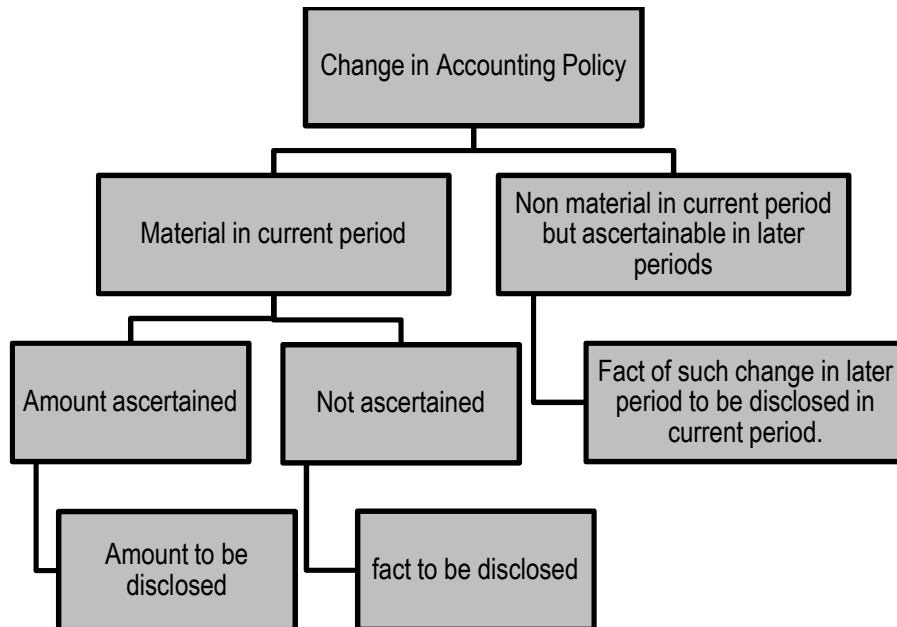 Change in Accounting Policy
Material in current period
Non material in current period
but ascertainable in later
periods
Amount ascertained
Not ascertained
Fact of such change in later
period to be disclosed in
current period.
Amount to be
disclosed
fact to be disclosed